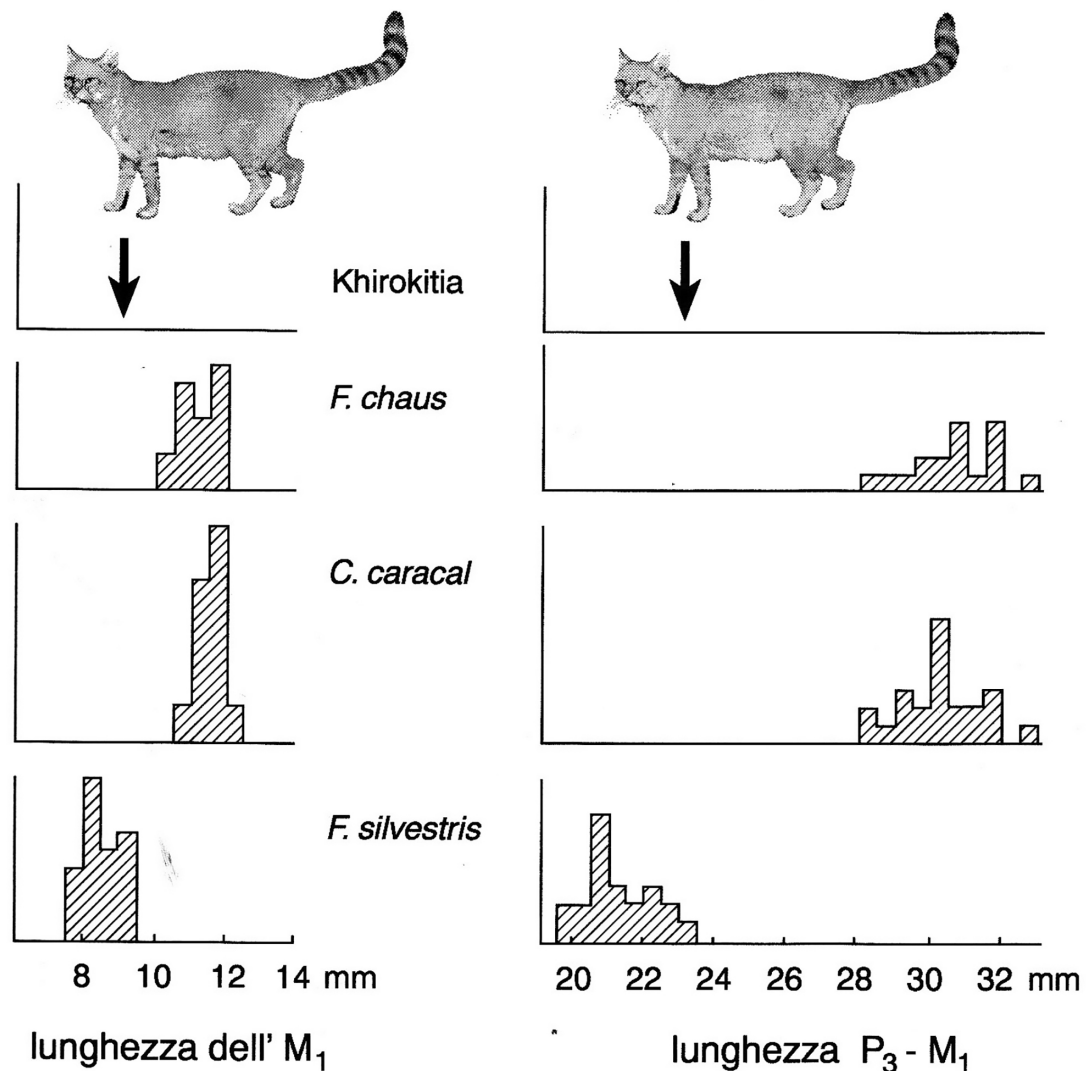 Khirokitia
F. chaus
C. caracal
F. silvestris
8 10 12 14 mm
20 22 24 26 28 30 32 mm
lunghezza dell' M₁
lunghezza P₃ - M₁